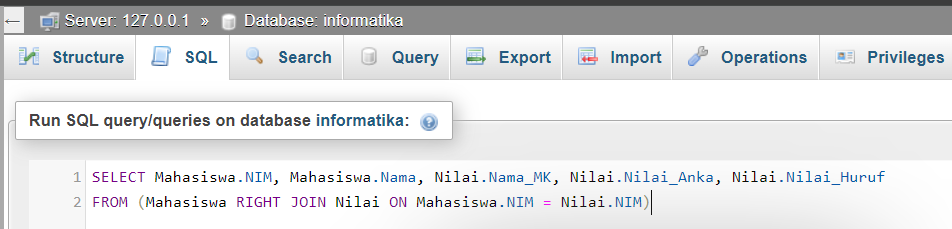 ← Server: 127.0.0.1 » Database: informatika
Structure SQL Search Query Export Import Operations Privileges
Run SQL query/queries on database informatika:
1 SELECT Mahasiswa.NIM, Mahasiswa.Nama, Nilai.Nama_MK, Nilai.Nilai_Anka, Nilai.Nilai_Huruf
2 FROM (Mahasiswa RIGHT JOIN Nilai ON Mahasiswa.NIM = Nilai.NIM)